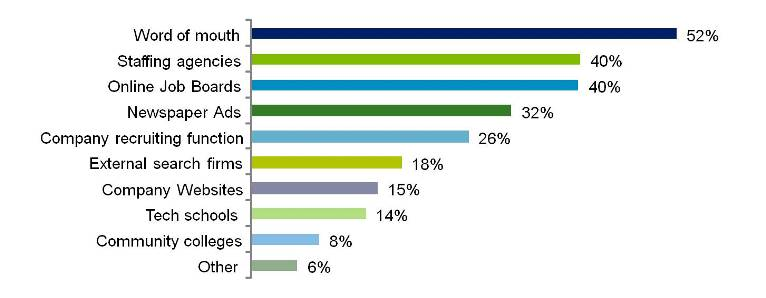 Word of mouth 52%
Staffing agencies 40%
Online Job Boards 40%
Newspaper Ads 32%
Company recruiting function 26%
External search firms 18%
Company Websites 15%
Tech schools 14%
Community colleges 8%
Other 6%